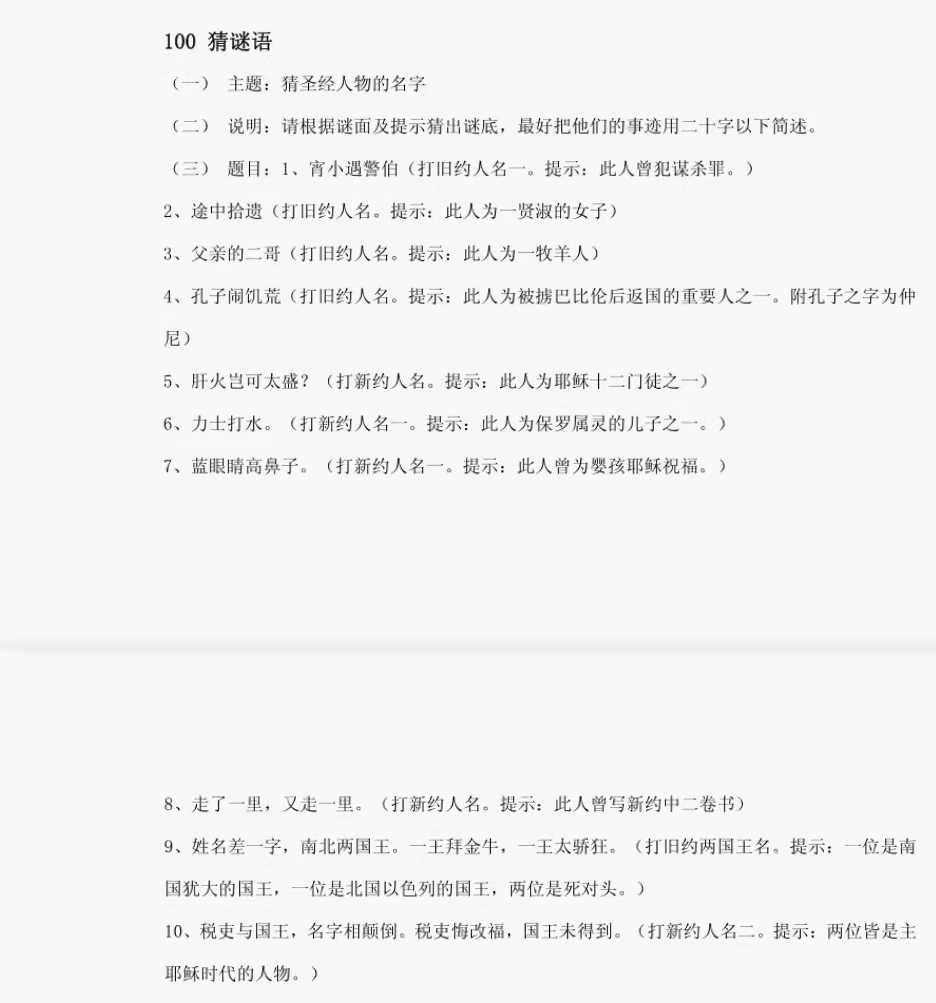 100 猜谜语
（一） 主题：猜圣经人物的名字
（二） 说明：请根据谜面及提示猜出谜底，最好把他们的事迹用二十字以下简述。
（三） 题目：1、宵小遇警伯（打旧约人名一。提示：此人曾犯谋杀罪。）
2、途中拾遗（打旧约人名。提示：此人为一贤淑的女子）
3、父亲的二哥（打旧约人名。提示：此人为一牧羊人）
4、孔子闹饥荒（打旧约人名。提示：此人为被掳巴比伦后返国的重要人之一。附孔子之字为仲
尼）
5、肝火岂可太盛？（打新约人名。提示：此人为耶稣十二门徒之一）
6、力士打水。（打新约人名一。提示：此人为保罗属灵的儿子之一。）
7、蓝眼睛高鼻子。（打新约人名一。提示：此人曾为婴孩耶稣祝福。）
8、走了一里，又走一里。（打新约人名。提示：此人曾写新约中二卷书）
9、姓名差一字，南北两国王。一王拜金牛，一王太骄狂。（打旧约两国王名。提示：一位是南
国犹大的国王，一位是北国以色列的国王，两位是死对头。）
10、税吏与国王，名字相颠倒。税吏悔改福，国王未得到。（打新约人名二。提示：两位皆是主
耶稣时代的人物。）